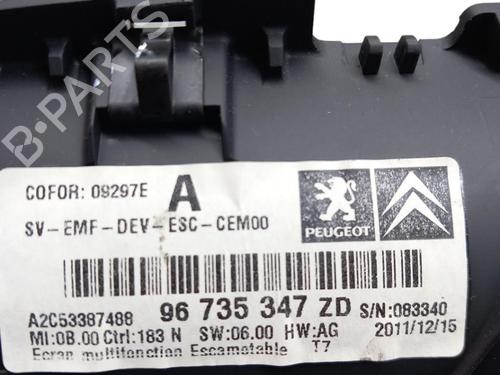 B-PARTS
COFOR: 09297E A
SV-EMF-DEV-ESC-CEM00
PEUGEOT
A2C53387488 96 735 347 ZD S/N:083340
MI:0B.00 Ctrl:183 N SW:06.00 HW:AG 2011/12/15
Ecran multifonction Escamotable T7